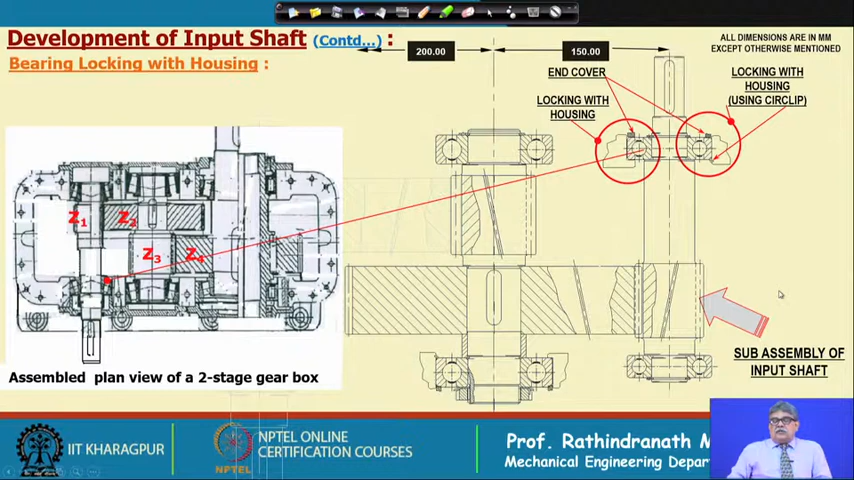 Development of Input Shaft (Contd...) :
Bearing Locking with Housing :
200.00
150.00
ALL DIMENSIONS ARE IN MM
EXCEPT OTHERWISE MENTIONED
END COVER
LOCKING WITH
HOUSING
LOCKING WITH
HOUSING
(USING CIRCLIP)
Z1
Z2
Z3
Z4
Assembled plan view of a 2-stage gear box
SUB ASSEMBLY OF
INPUT SHAFT
IIT KHARAGPUR
NPTEL
NPTEL ONLINE
CERTIFICATION COURSES
Prof. Rathindranath M
Mechanical Engineering Depar